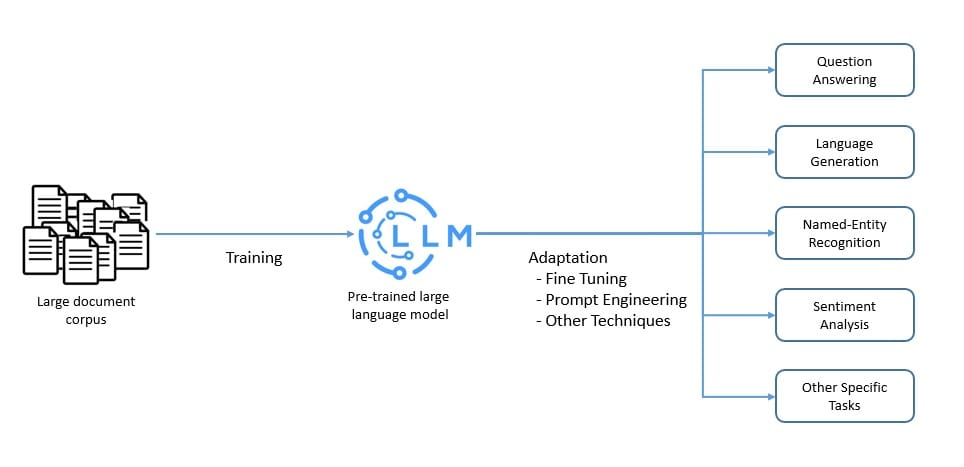 Large document
corpus
Training
LLM
Pre-trained large
language model
Adaptation
- Fine Tuning
- Prompt Engineering
- Other Techniques
Question
Answering
Language
Generation
Named-Entity
Recognition
Sentiment
Analysis
Other Specific
Tasks